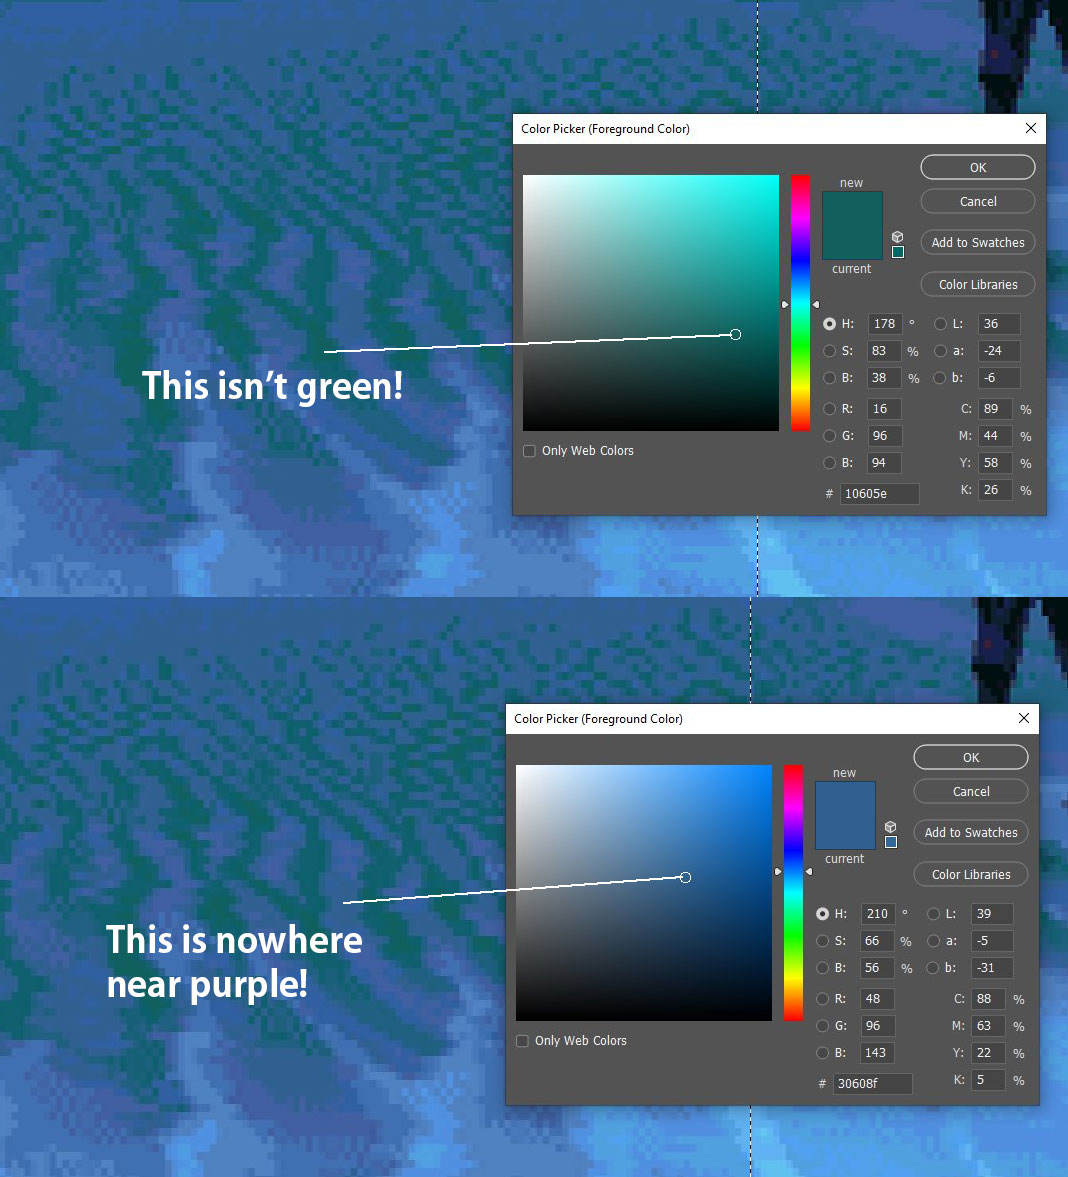 Color Picker (Foreground Color)
new
current
OK
Cancel
Add to Swatches
Color Libraries
H: 178 ° L: 36
S: 83 % a: -24
B: 38 % b: -6
R: 16 C: 89 %
G: 96 M: 44 %
B: 94 Y: 58 %
# 10605e K: 26 %
Only Web Colors
This isn’t green!
Color Picker (Foreground Color)
new
current
OK
Cancel
Add to Swatches
Color Libraries
H: 210 ° L: 39
S: 66 % a: -5
B: 56 % b: -31
R: 48 C: 88 %
G: 96 M: 63 %
B: 143 Y: 22 %
# 30608f K: 5 %
Only Web Colors
This is nowhere
near purple!